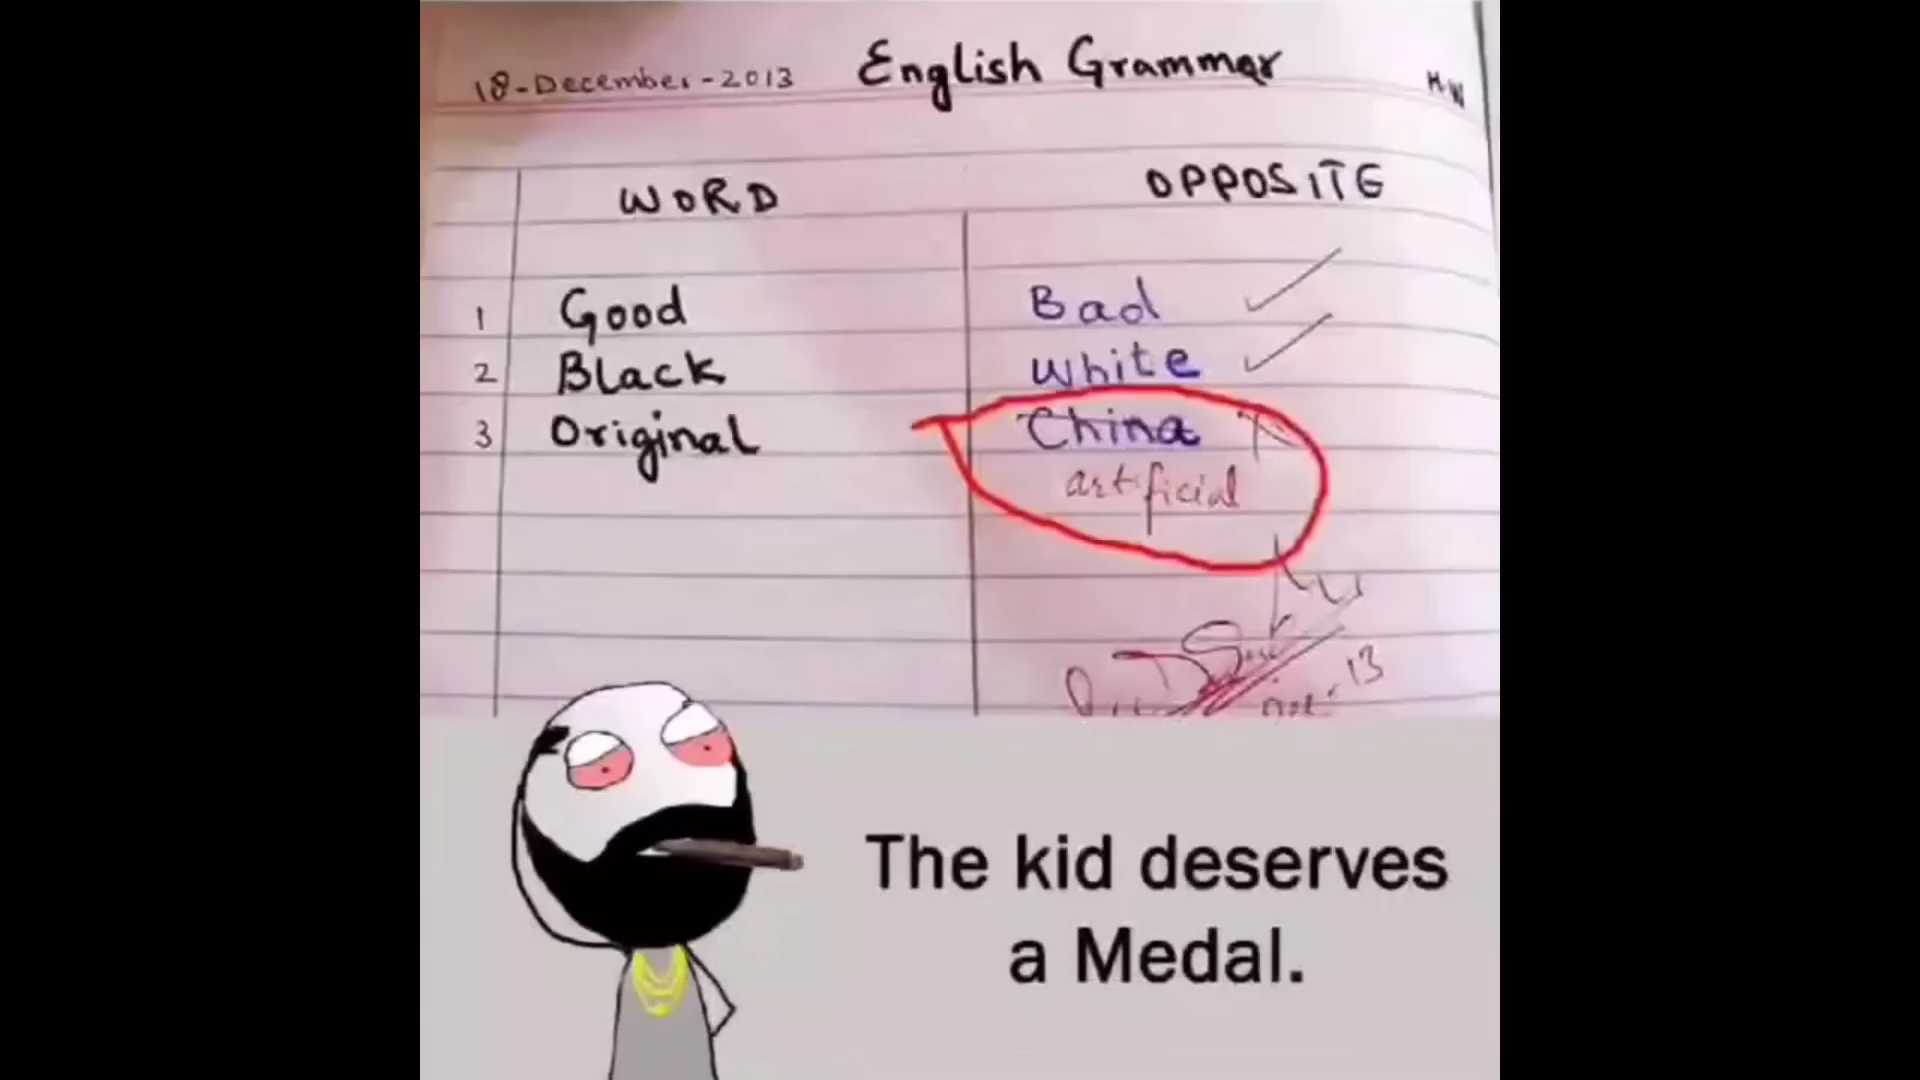 18-December-2013 English Grammar HW
WORD OPPOSITE
1 Good Bad
2 Black White
3 Original China
artificial
13
The kid deserves
a Medal.